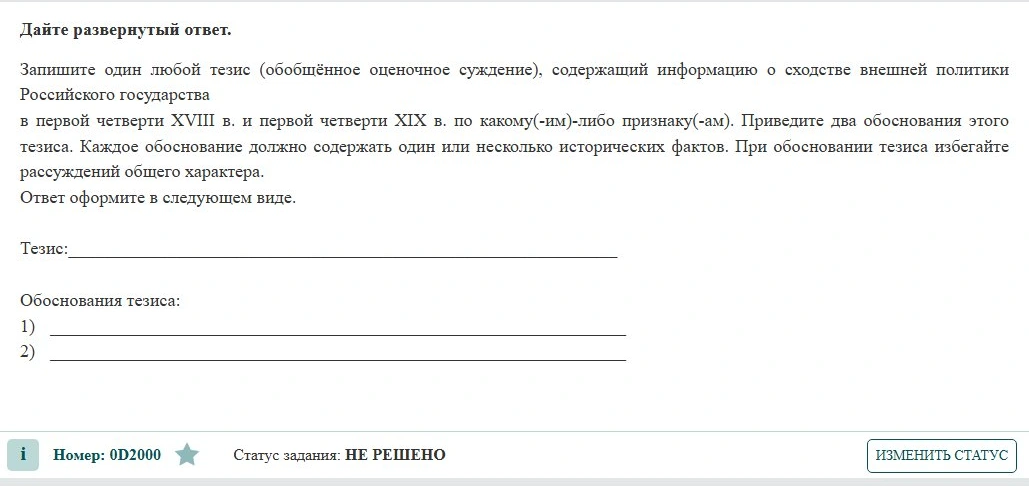 Дайте развернутый ответ.
Запишите один любой тезис (обобщённое оценочное суждение), содержащий информацию о сходстве внешней политики
Российского государства
в первой четверти XVIII в. и первой четверти XIX в. по какому(-им)-либо признаку(-ам). Приведите два обоснования этого
тезиса. Каждое обоснование должно содержать один или несколько исторических фактов. При обосновании тезиса избегайте
рассуждений общего характера.
Ответ оформите в следующем виде.
Тезис:
Обоснования тезиса:
1)
2)
i Номер: 0D2000 Статус задания: НЕ РЕШЕНО ИЗМЕНИТЬ СТАТУС